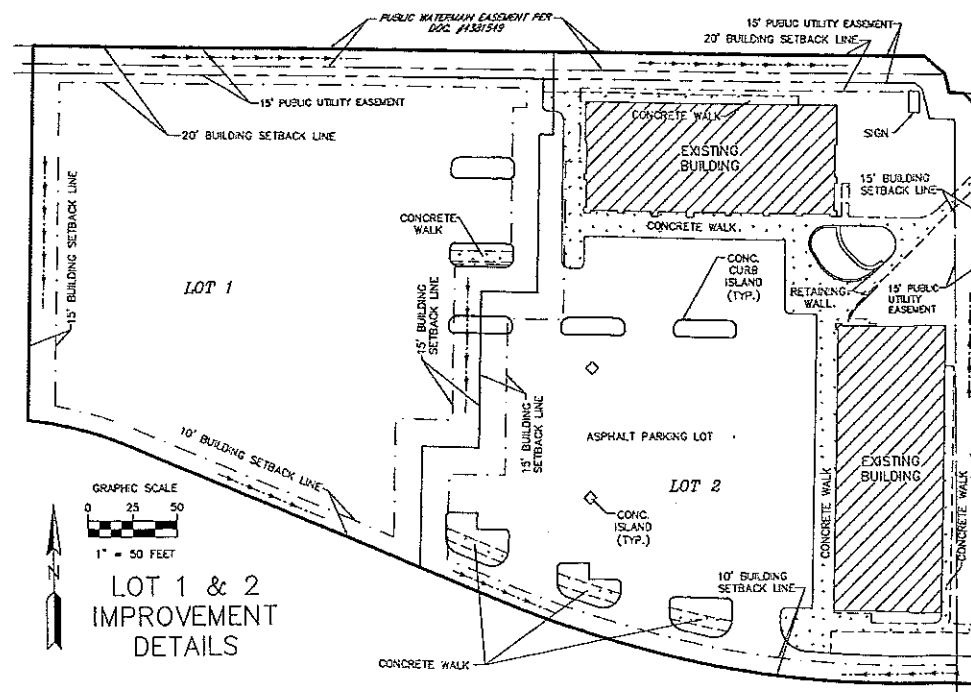 PUBLIC WATERMAIN EASEMENT PER
DOC. #4331549
15' PUBLIC UTILITY EASEMENT
20' BUILDING SETBACK LINE
15' PUBLIC UTILITY EASEMENT
20' BUILDING SETBACK LINE
CONCRETE WALK
SIGN
EXISTING
BUILDING
15' BUILDING
SETBACK LINE
CONCRETE
WALK
CONCRETE WALK.
15' BUILDING SETBACK LINE
LOT 1
CONC.
CURB
ISLAND
(TYP.)
RETAINING
WALL
15' PUBLIC
UTILITY
EASEMENT
15' BUILDING
SETBACK LINE
15' BUILDING
SETBACK LINE
ASPHALT PARKING LOT
10' BUILDING SETBACK LINE
LOT 2
EXISTING
BUILDING
CONCRETE WALK
CONCRETE WALK
GRAPHIC SCALE
0 25 50
1" = 50 FEET
CONC.
ISLAND
(TYP.)
N
LOT 1 & 2
IMPROVEMENT
DETAILS
10' BUILDING
SETBACK LINE
CONCRETE WALK